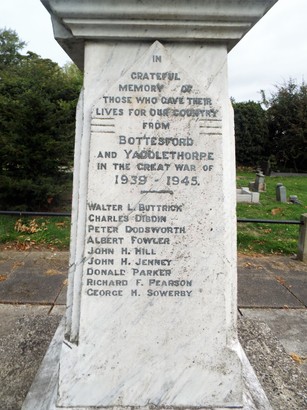 IN
GRATEFUL
MEMORY OF
THOSE WHO GAVE THEIR
LIVES FOR OUR COUNTRY
FROM
BOTTESFORD
AND YADDLETHORPE
IN THE GREAT WAR OF
1939 - 1945.
WALTER L. BUTTRICK
CHARLES DIBDIN
PETER DODSWORTH
ALBERT FOWLER
JOHN H. HILL
JOHN H. JENNEY
DONALD PARKER
RICHARD F. PEARSON
GEORGE H. SOWERBY